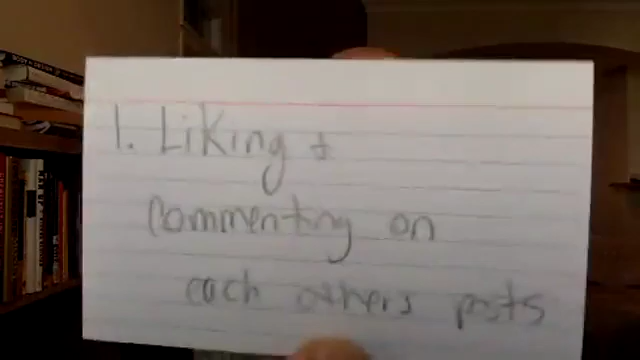 1. Liking +
commenting on
each others posts